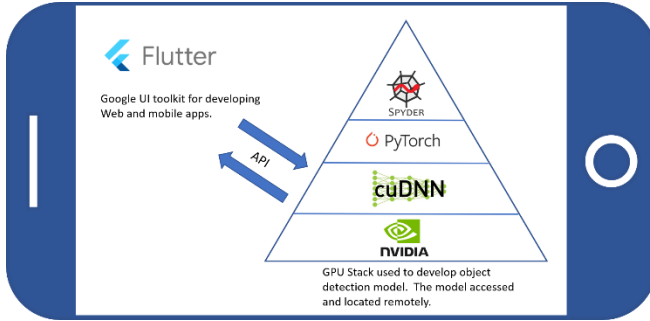 Flutter
Google UI toolkit for developing
Web and mobile apps.
API
SPYDER
PyTorch
cuDNN
NVIDIA
GPU Stack used to develop object
detection model.  The model accessed
and located remotely.